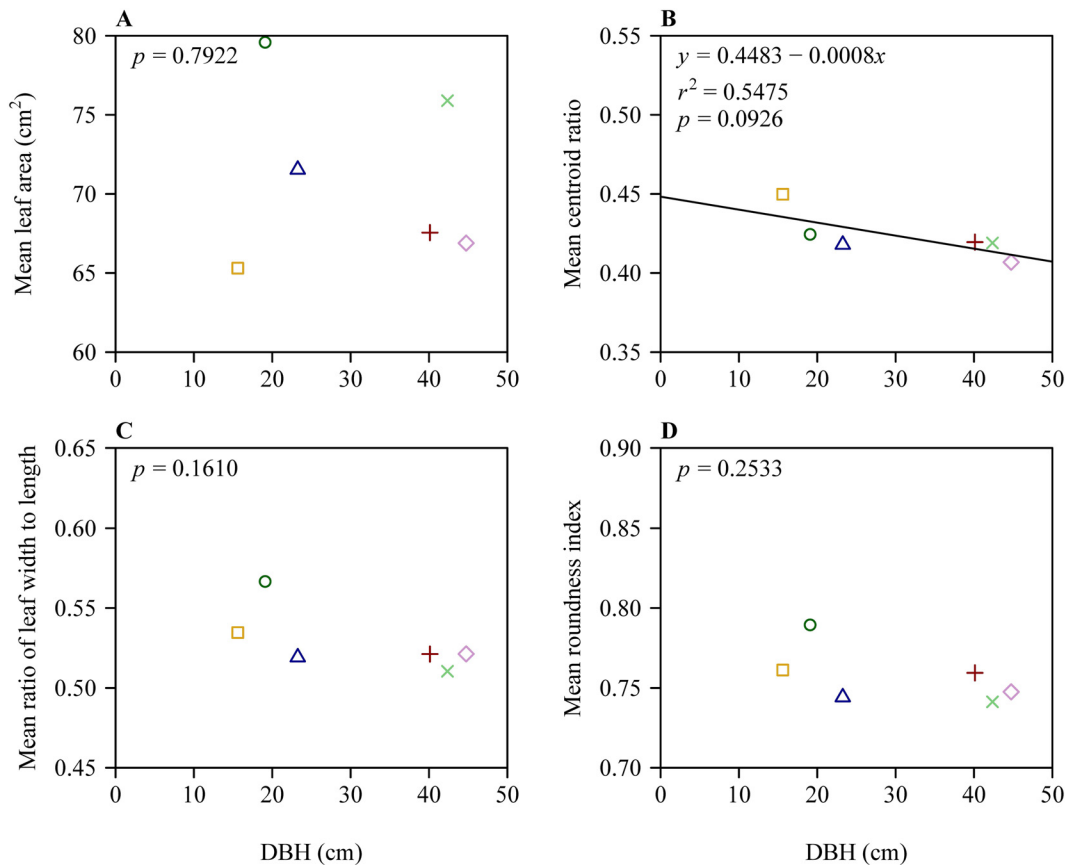 A
p = 0.7922
80
75
70
65
60
Mean leaf area (cm²)
0
20
30
40
50
B
y = 0.4483 − 0.0008x
r² = 0.5475
p = 0.0926
0.55
0.50
0.45
0.40
0.35
Mean centroid ratio
0
10
20
30
40
50
C
p = 0.1610
0.65
0.60
0.55
0.50
0.45
Mean ratio of leaf width to length
0
10
20
30
40
50
DBH (cm)
D
p = 0.2533
0.90
0.85
0.80
0.75
0.70
Mean roundness index
0
10
20
30
40
50
DBH (cm)